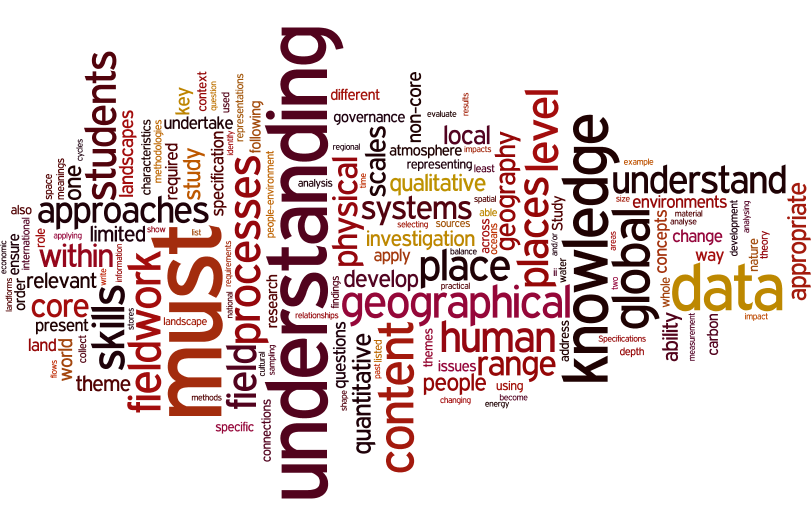 understanding
must
knowledge
data
geographical
content
processes
fieldwork
students
human
global
place
places
level
physical
systems
approaches
skills
understand
field
range
core
within
scales
local
geography
develop
investigation
qualitative
quantitative
people
appropriate
theme
relevant
limited
undertake
study
key
one
landscapes
characteristics
methodologies
required
specification
context
question
used
identify
representations
following
people-environment
different
governance
regional
analysis
time
non-core
evaluate
results
atmosphere
impacts
representing
least
spatial
able
selecting
sources
across
oceans
and/or
Study
water
apply
balance
practical
findings
relationships
research
requirements
national
cultural
sampling
connections
specific
methods
landscape
list
show
applying
information
write
stores
present
collect
land
world
flows
order
ensure
role
international
economic
landforms
also
space
meanings
cycles
questions
shape
past
listed
themes
issues
using
changing
become
energy
address
Specifications
depth
two
areas
example
size
environments
material
analyse
whole
concepts
change
way
development
analysing
nature
theory
impact
ability
measurement
carbon